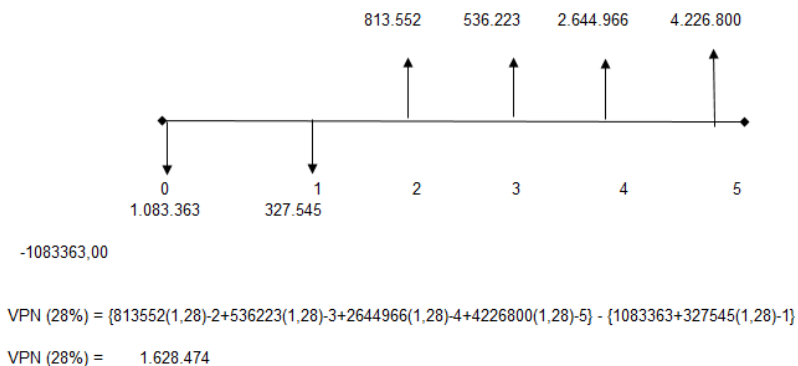 813.552 536.223 2.644.966 4.226.800
0 1 2 3 4 5
1.083.363 327.545
-1083363,00
VPN (28%) = {813552(1,28)-2+536223(1,28)-3+2644966(1,28)-4+4226800(1,28)-5} - {1083363+327545(1,28)-1}
VPN (28%) = 1.628.474